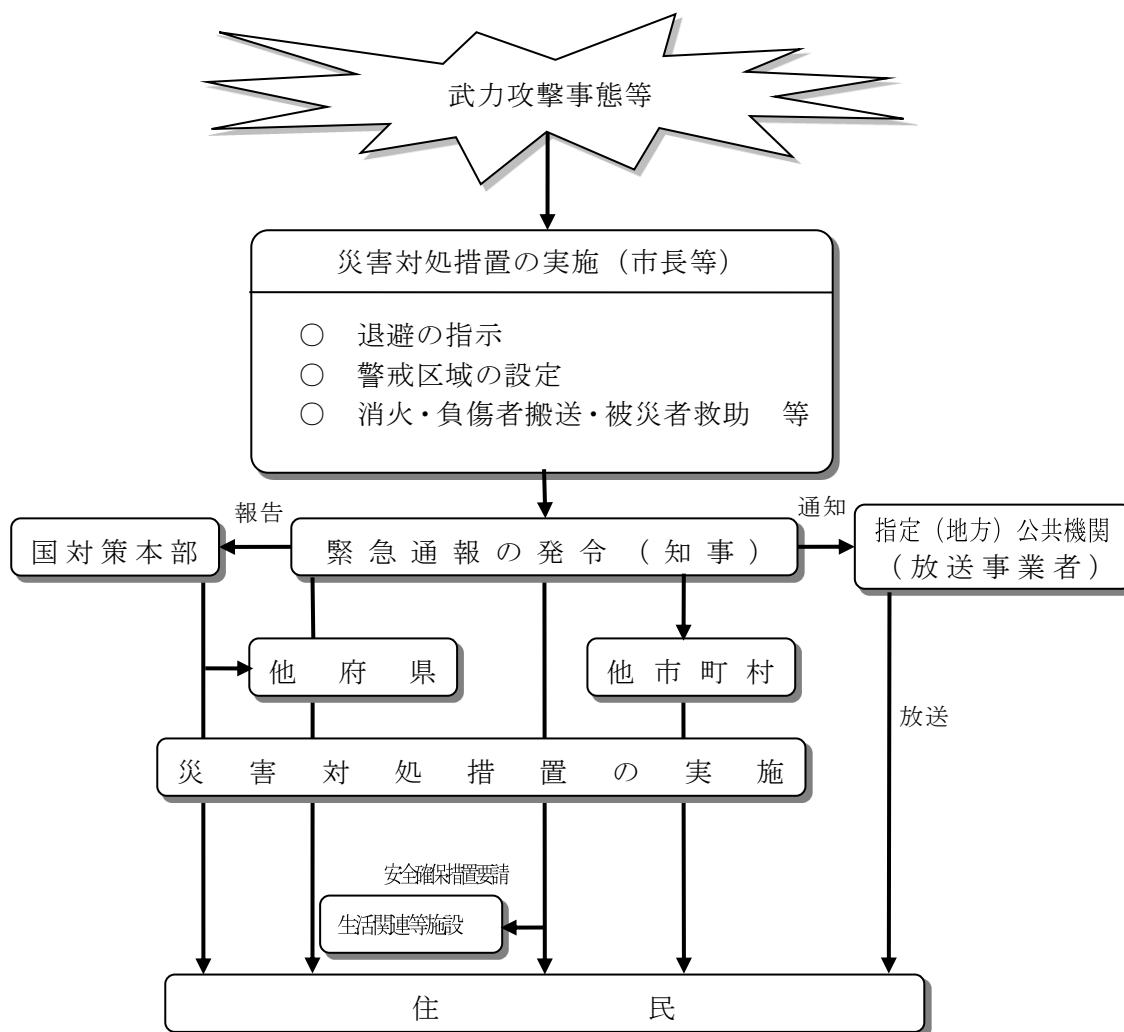 武力攻撃事態等
災害対処措置の実施（市長等）
○ 退避の指示
○ 警戒区域の設定
○ 消火・負傷者搬送・被災者救助 等
報告
通知
国対策本部
緊急通報の発令（知事）
指定（地方）公共機関
（放送事業者）
他府県
他市町村
放送
災害対処措置の実施
安全確保措置要請
生活関連等施設
住民